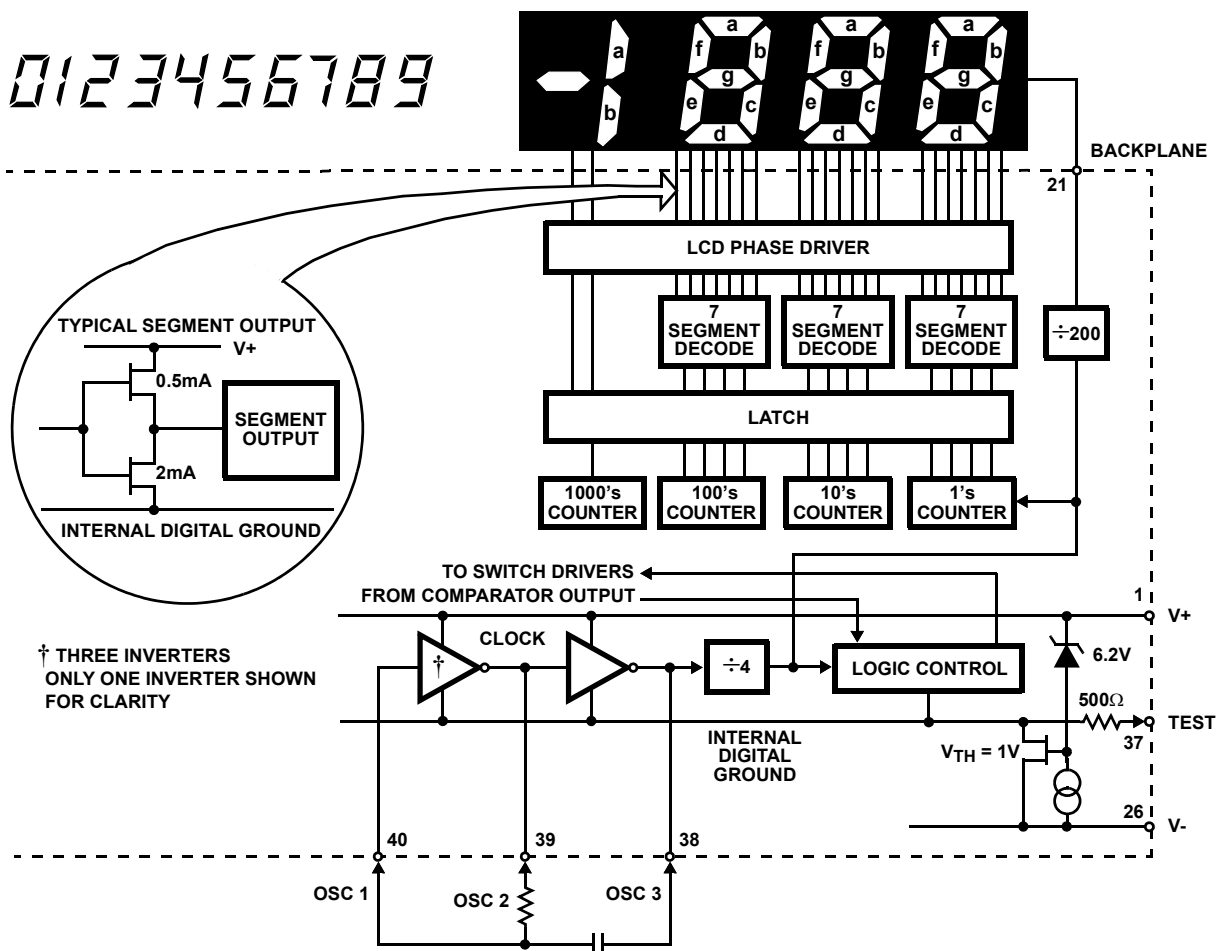 0123456789
a
b
a
f
b
g
e
c
d
a
f
b
g
e
c
d
a
f
b
g
e
c
d
BACKPLANE
21
LCD PHASE DRIVER
TYPICAL SEGMENT OUTPUT
V+
0.5mA
SEGMENT
OUTPUT
2mA
INTERNAL DIGITAL GROUND
7
SEGMENT
DECODE
7
SEGMENT
DECODE
7
SEGMENT
DECODE
÷200
LATCH
1000's
COUNTER
100's
COUNTER
10's
COUNTER
1's
COUNTER
TO SWITCH DRIVERS
FROM COMPARATOR OUTPUT
1
V+
† THREE INVERTERS
ONLY ONE INVERTER SHOWN
FOR CLARITY
†
CLOCK
÷4
LOGIC CONTROL
6.2V
500Ω
TEST
37
INTERNAL
DIGITAL
GROUND
VTH = 1V
26
V-
40
39
38
OSC 1
OSC 2
OSC 3